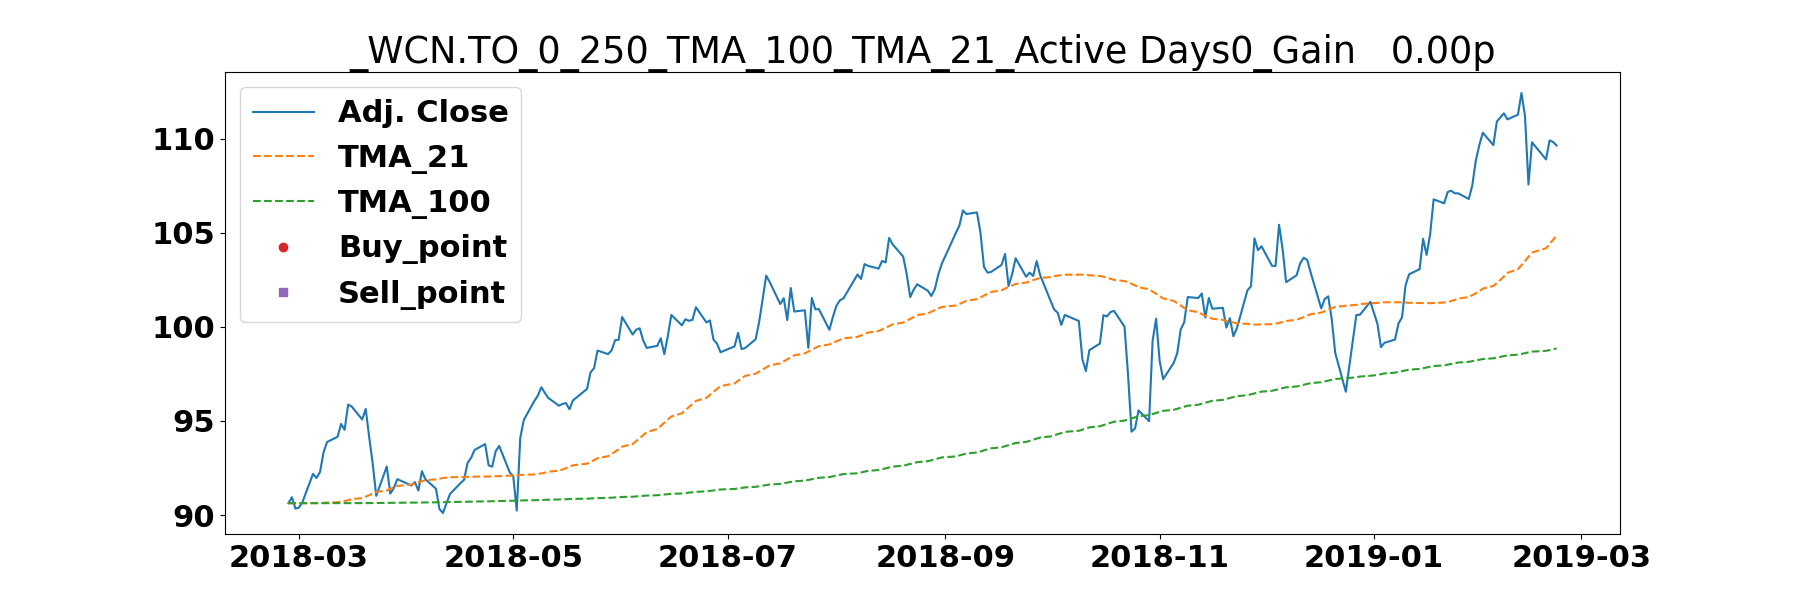 _WCN.TO_0_250_TMA_100_TMA_21_Active Days0_Gain   0.00p
Adj. Close
TMA_21
TMA_100
Buy_point
Sell_point
110
105
100
95
90
2018-03 2018-05 2018-07 2018-09 2018-11 2019-01 2019-03